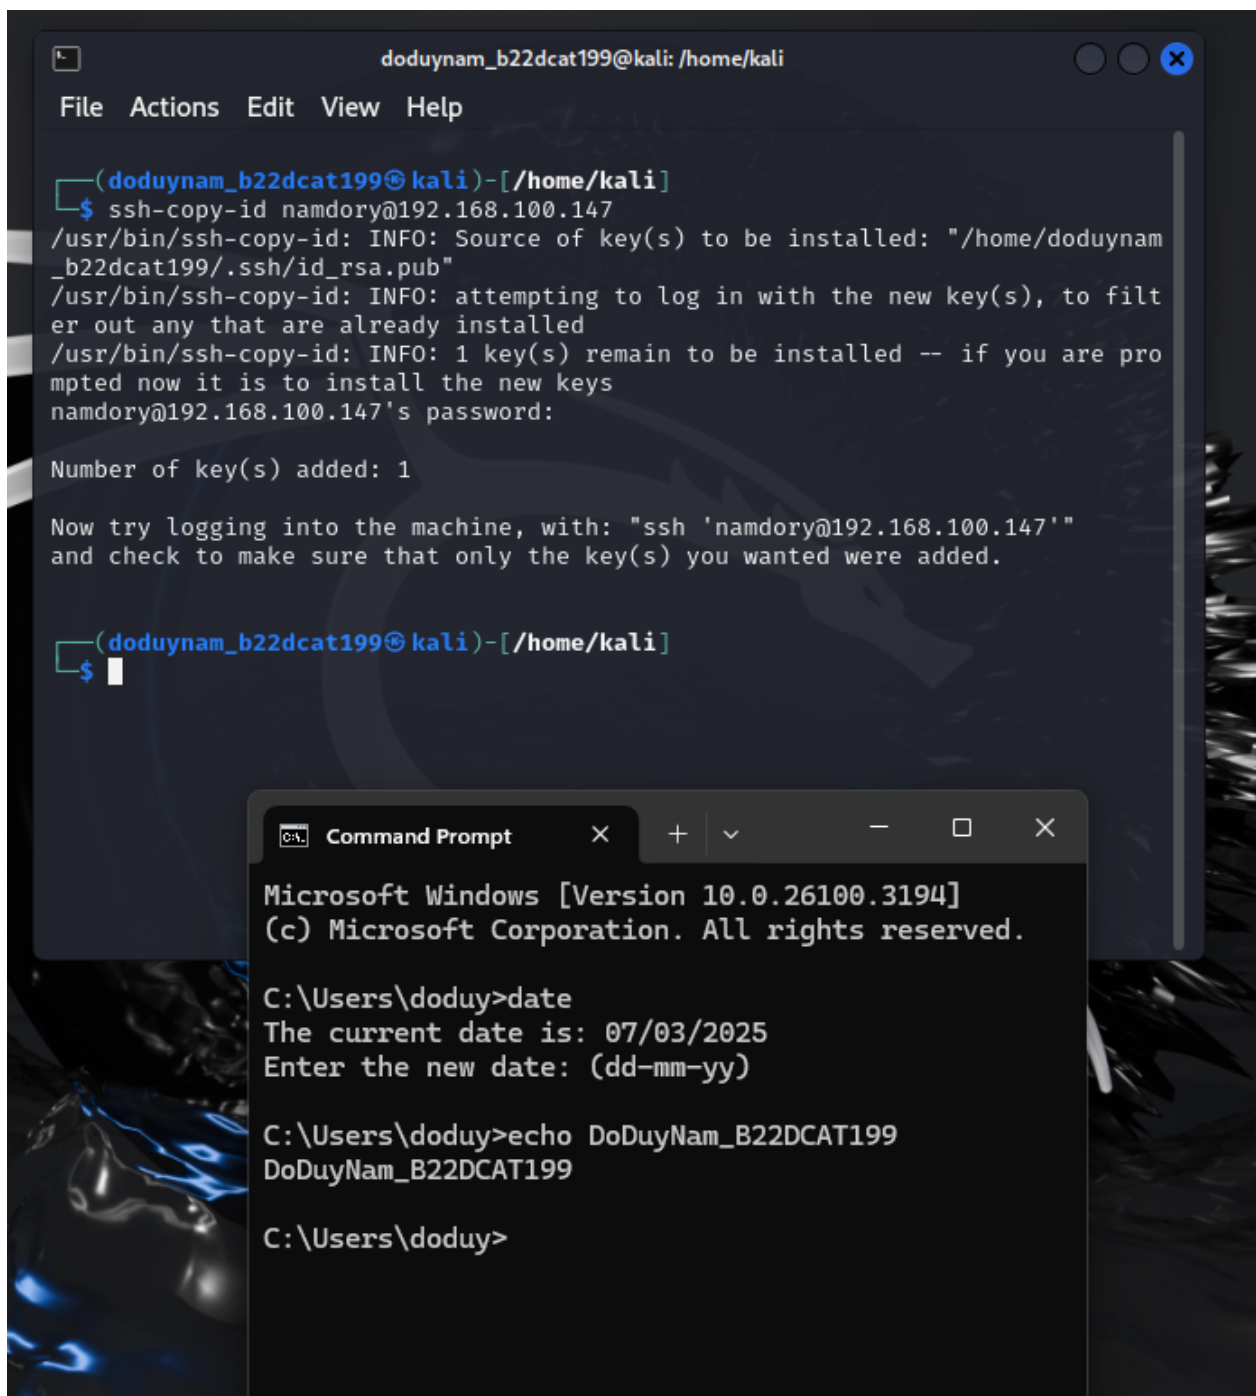 doduynam_b22dcat199@kali: /home/kali
File Actions Edit View Help
┌──(doduynam_b22dcat199㉿kali)-[/home/kali]
└─$ ssh-copy-id namdory@192.168.100.147
/usr/bin/ssh-copy-id: INFO: Source of key(s) to be installed: "/home/doduynam
_b22dcat199/.ssh/id_rsa.pub"
/usr/bin/ssh-copy-id: INFO: attempting to log in with the new key(s), to filt
er out any that are already installed
/usr/bin/ssh-copy-id: INFO: 1 key(s) remain to be installed -- if you are pro
mpted now it is to install the new keys
namdory@192.168.100.147's password:
Number of key(s) added: 1
Now try logging into the machine, with: "ssh 'namdory@192.168.100.147'"
and check to make sure that only the key(s) you wanted were added.
┌──(doduynam_b22dcat199㉿kali)-[/home/kali]
└─$
Command Prompt
Microsoft Windows [Version 10.0.26100.3194]
(c) Microsoft Corporation. All rights reserved.
C:\Users\doduy>date
The current date is: 07/03/2025
Enter the new date: (dd-mm-yy)
C:\Users\doduy>echo DoDuyNam_B22DCAT199
DoDuyNam_B22DCAT199
C:\Users\doduy>